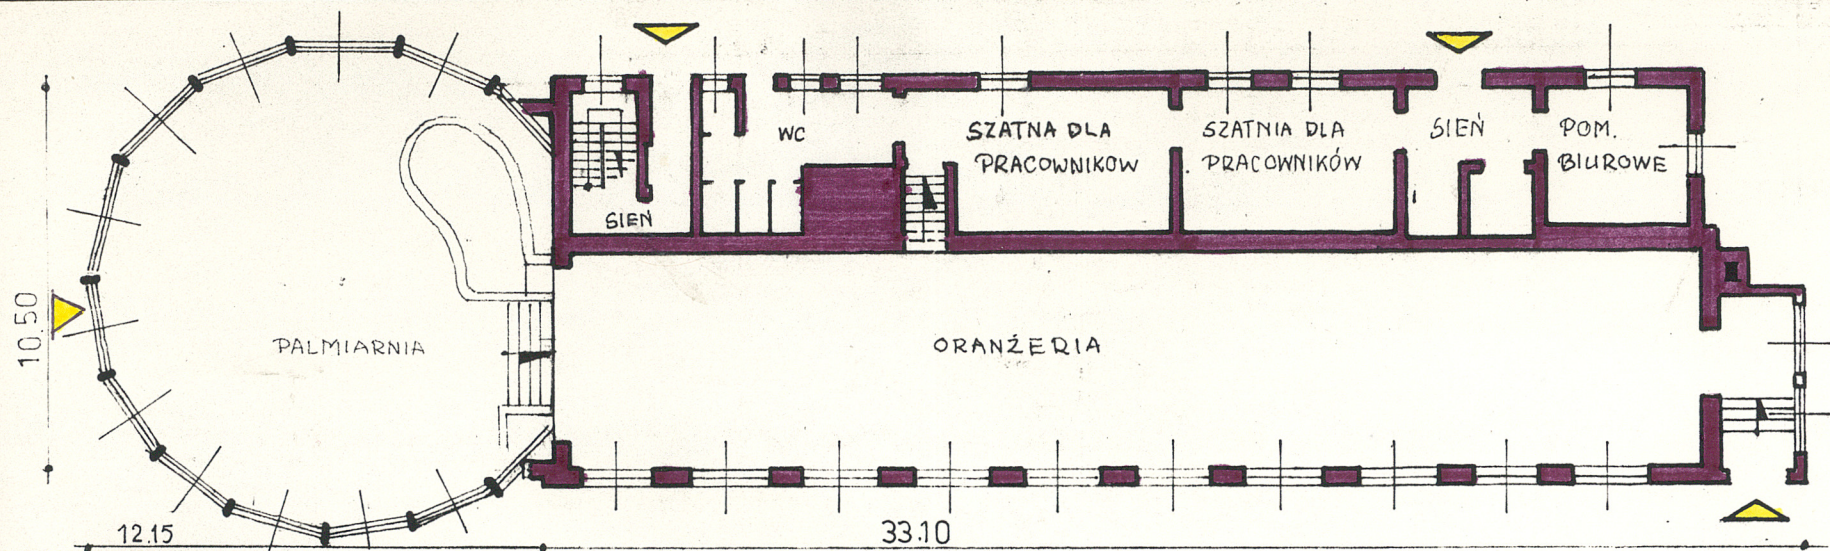 WC
SZATNA DLA
PRACOWNIKOW
SZATNIA DLA
PRACOWNIKÓW
SIEŃ
POM.
BIUROWE
SIEŃ
10.50
PALMIARNIA
ORANŻERIA
12.15
33.10